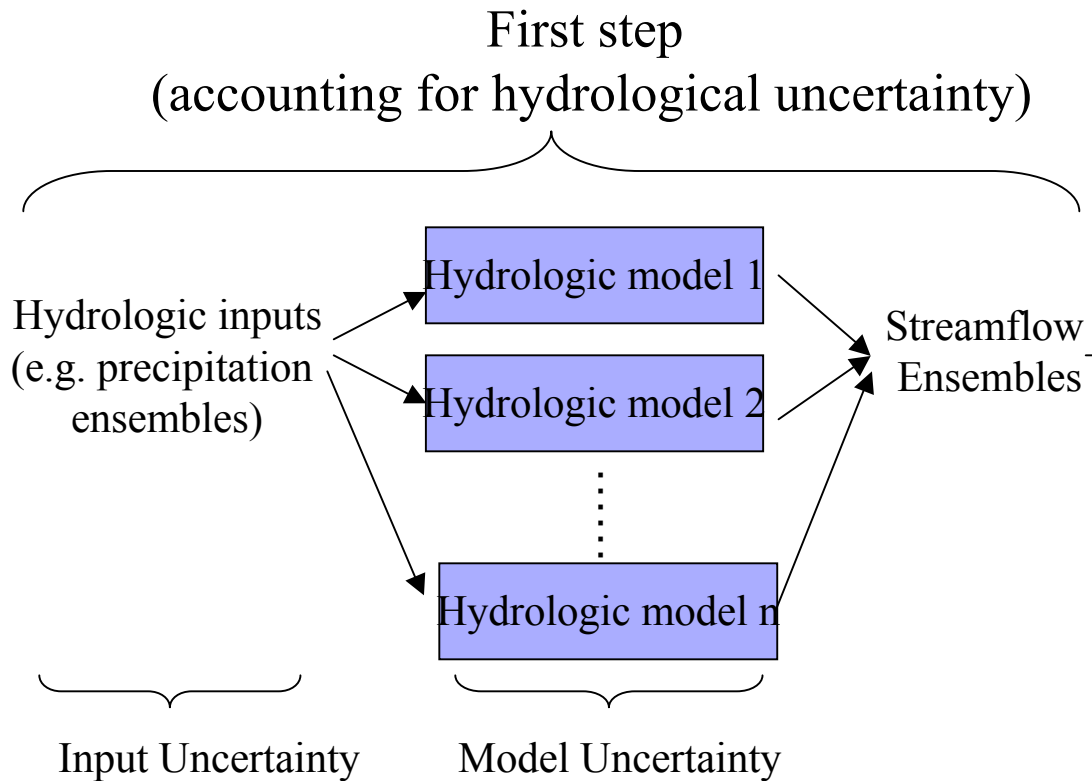 First step
(accounting for hydrological uncertainty)
Hydrologic inputs
(e.g. precipitation
ensembles)
Hydrologic model 1
Hydrologic model 2
Hydrologic model n
Streamflow
Ensembles
Input Uncertainty
Model Uncertainty